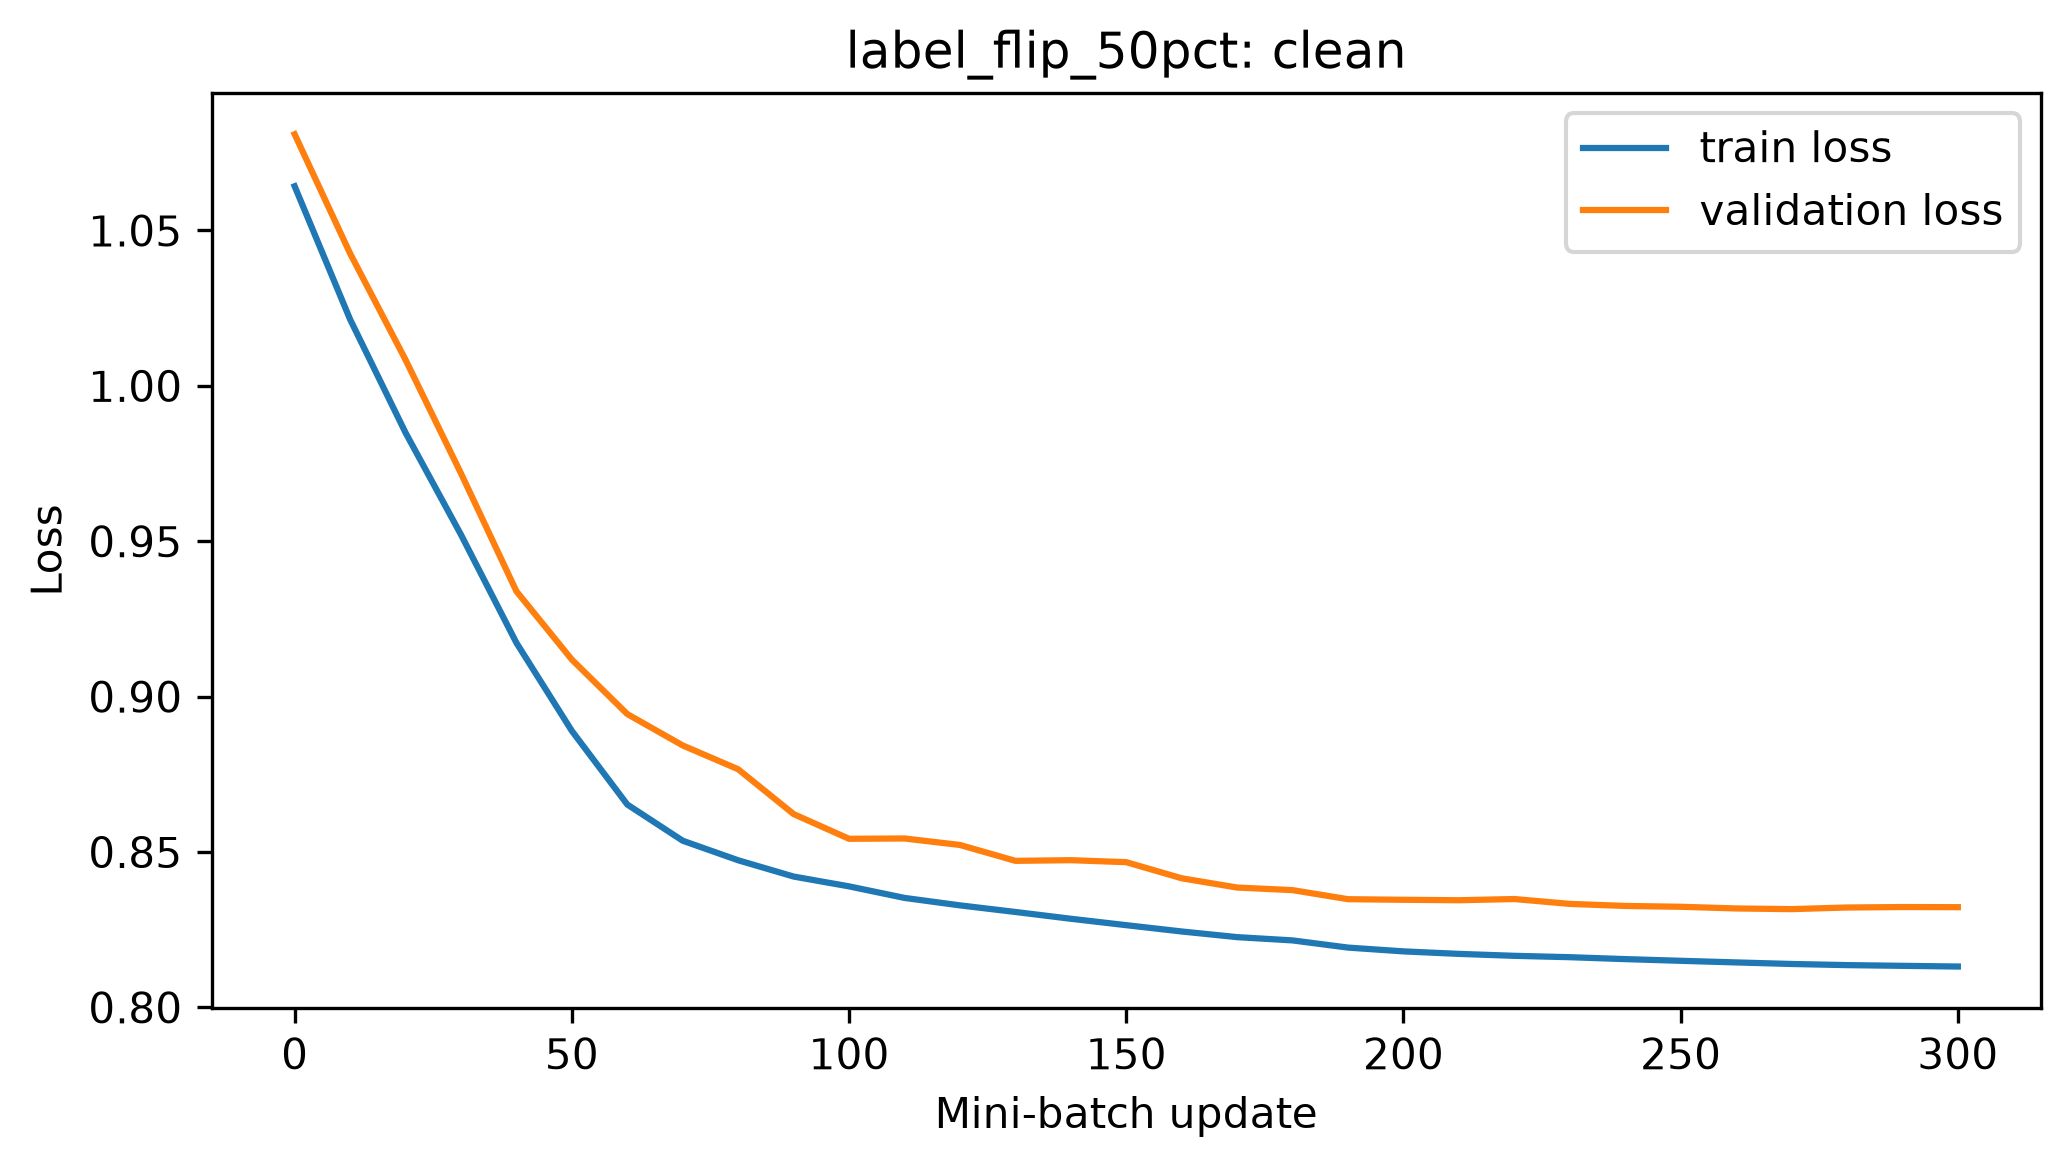 label_flip_50pct: clean
train loss
validation loss
Loss
1.05
1.00
0.95
0.90
0.85
0.80
0 50 100 150 200 250 300
Mini-batch update